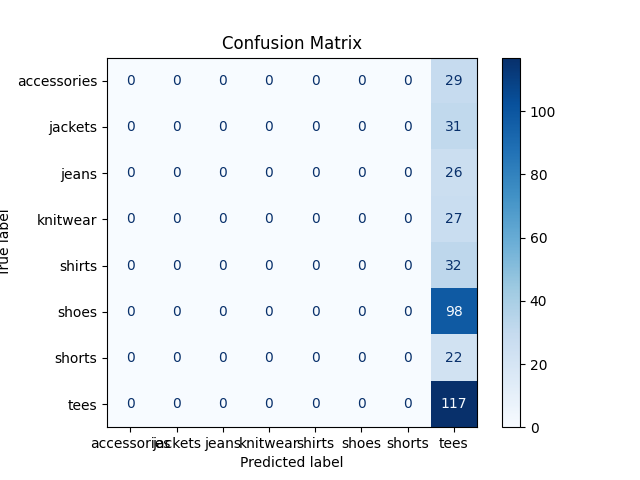 Confusion Matrix
accessories 0 0 0 0 0 0 0 29
jackets 0 0 0 0 0 0 0 31
jeans 0 0 0 0 0 0 0 26
knitwear 0 0 0 0 0 0 0 27
shirts 0 0 0 0 0 0 0 32
shoes 0 0 0 0 0 0 0 98
shorts 0 0 0 0 0 0 0 22
tees 0 0 0 0 0 0 0 117
accessories jackets jeans knitwear shirts shoes shorts tees
Predicted label
True label
100
80
60
40
20
0